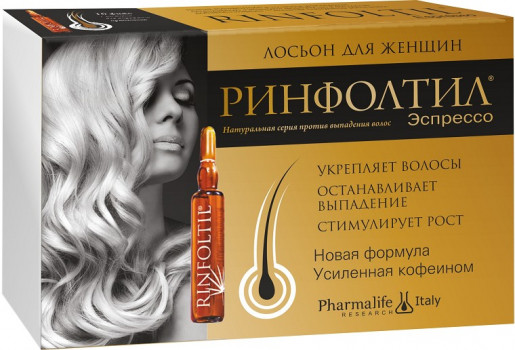 RINFOLTIL
ЛОСЬОН ДЛЯ ЖЕНЩИН
РИНФОЛТИЛ®
Эспрессо
Натуральная серия против выпадения волос
УКРЕПЛЯЕТ ВОЛОСЫ
ОСТАНАВЛИВАЕТ
ВЫПАДЕНИЕ
СТИМУЛИРУЕТ РОСТ
Новая формула
Усиленная кофеином
Pharmalife Italy
RESEARCH
RINFOLTIL